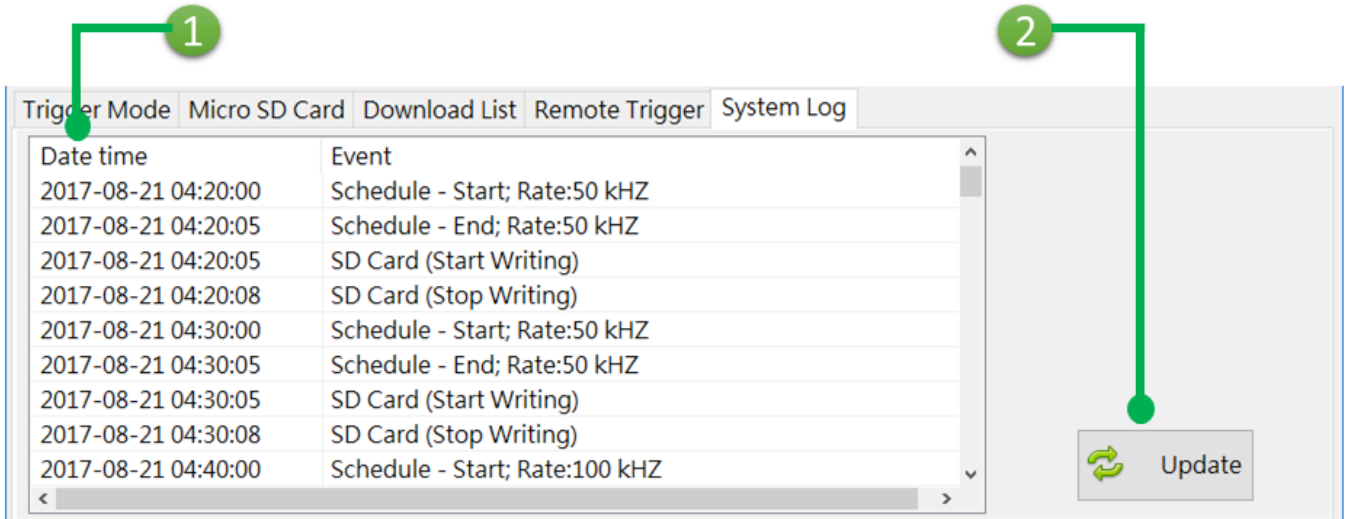 1 2
Trigger Mode Micro SD Card Download List Remote Trigger System Log
Date time Event
2017-08-21 04:20:00 Schedule - Start; Rate:50 kHZ
2017-08-21 04:20:05 Schedule - End; Rate:50 kHZ
2017-08-21 04:20:05 SD Card (Start Writing)
2017-08-21 04:20:08 SD Card (Stop Writing)
2017-08-21 04:30:00 Schedule - Start; Rate:50 kHZ
2017-08-21 04:30:05 Schedule - End; Rate:50 kHZ
2017-08-21 04:30:05 SD Card (Start Writing)
2017-08-21 04:30:08 SD Card (Stop Writing)
2017-08-21 04:40:00 Schedule - Start; Rate:100 kHZ
Update